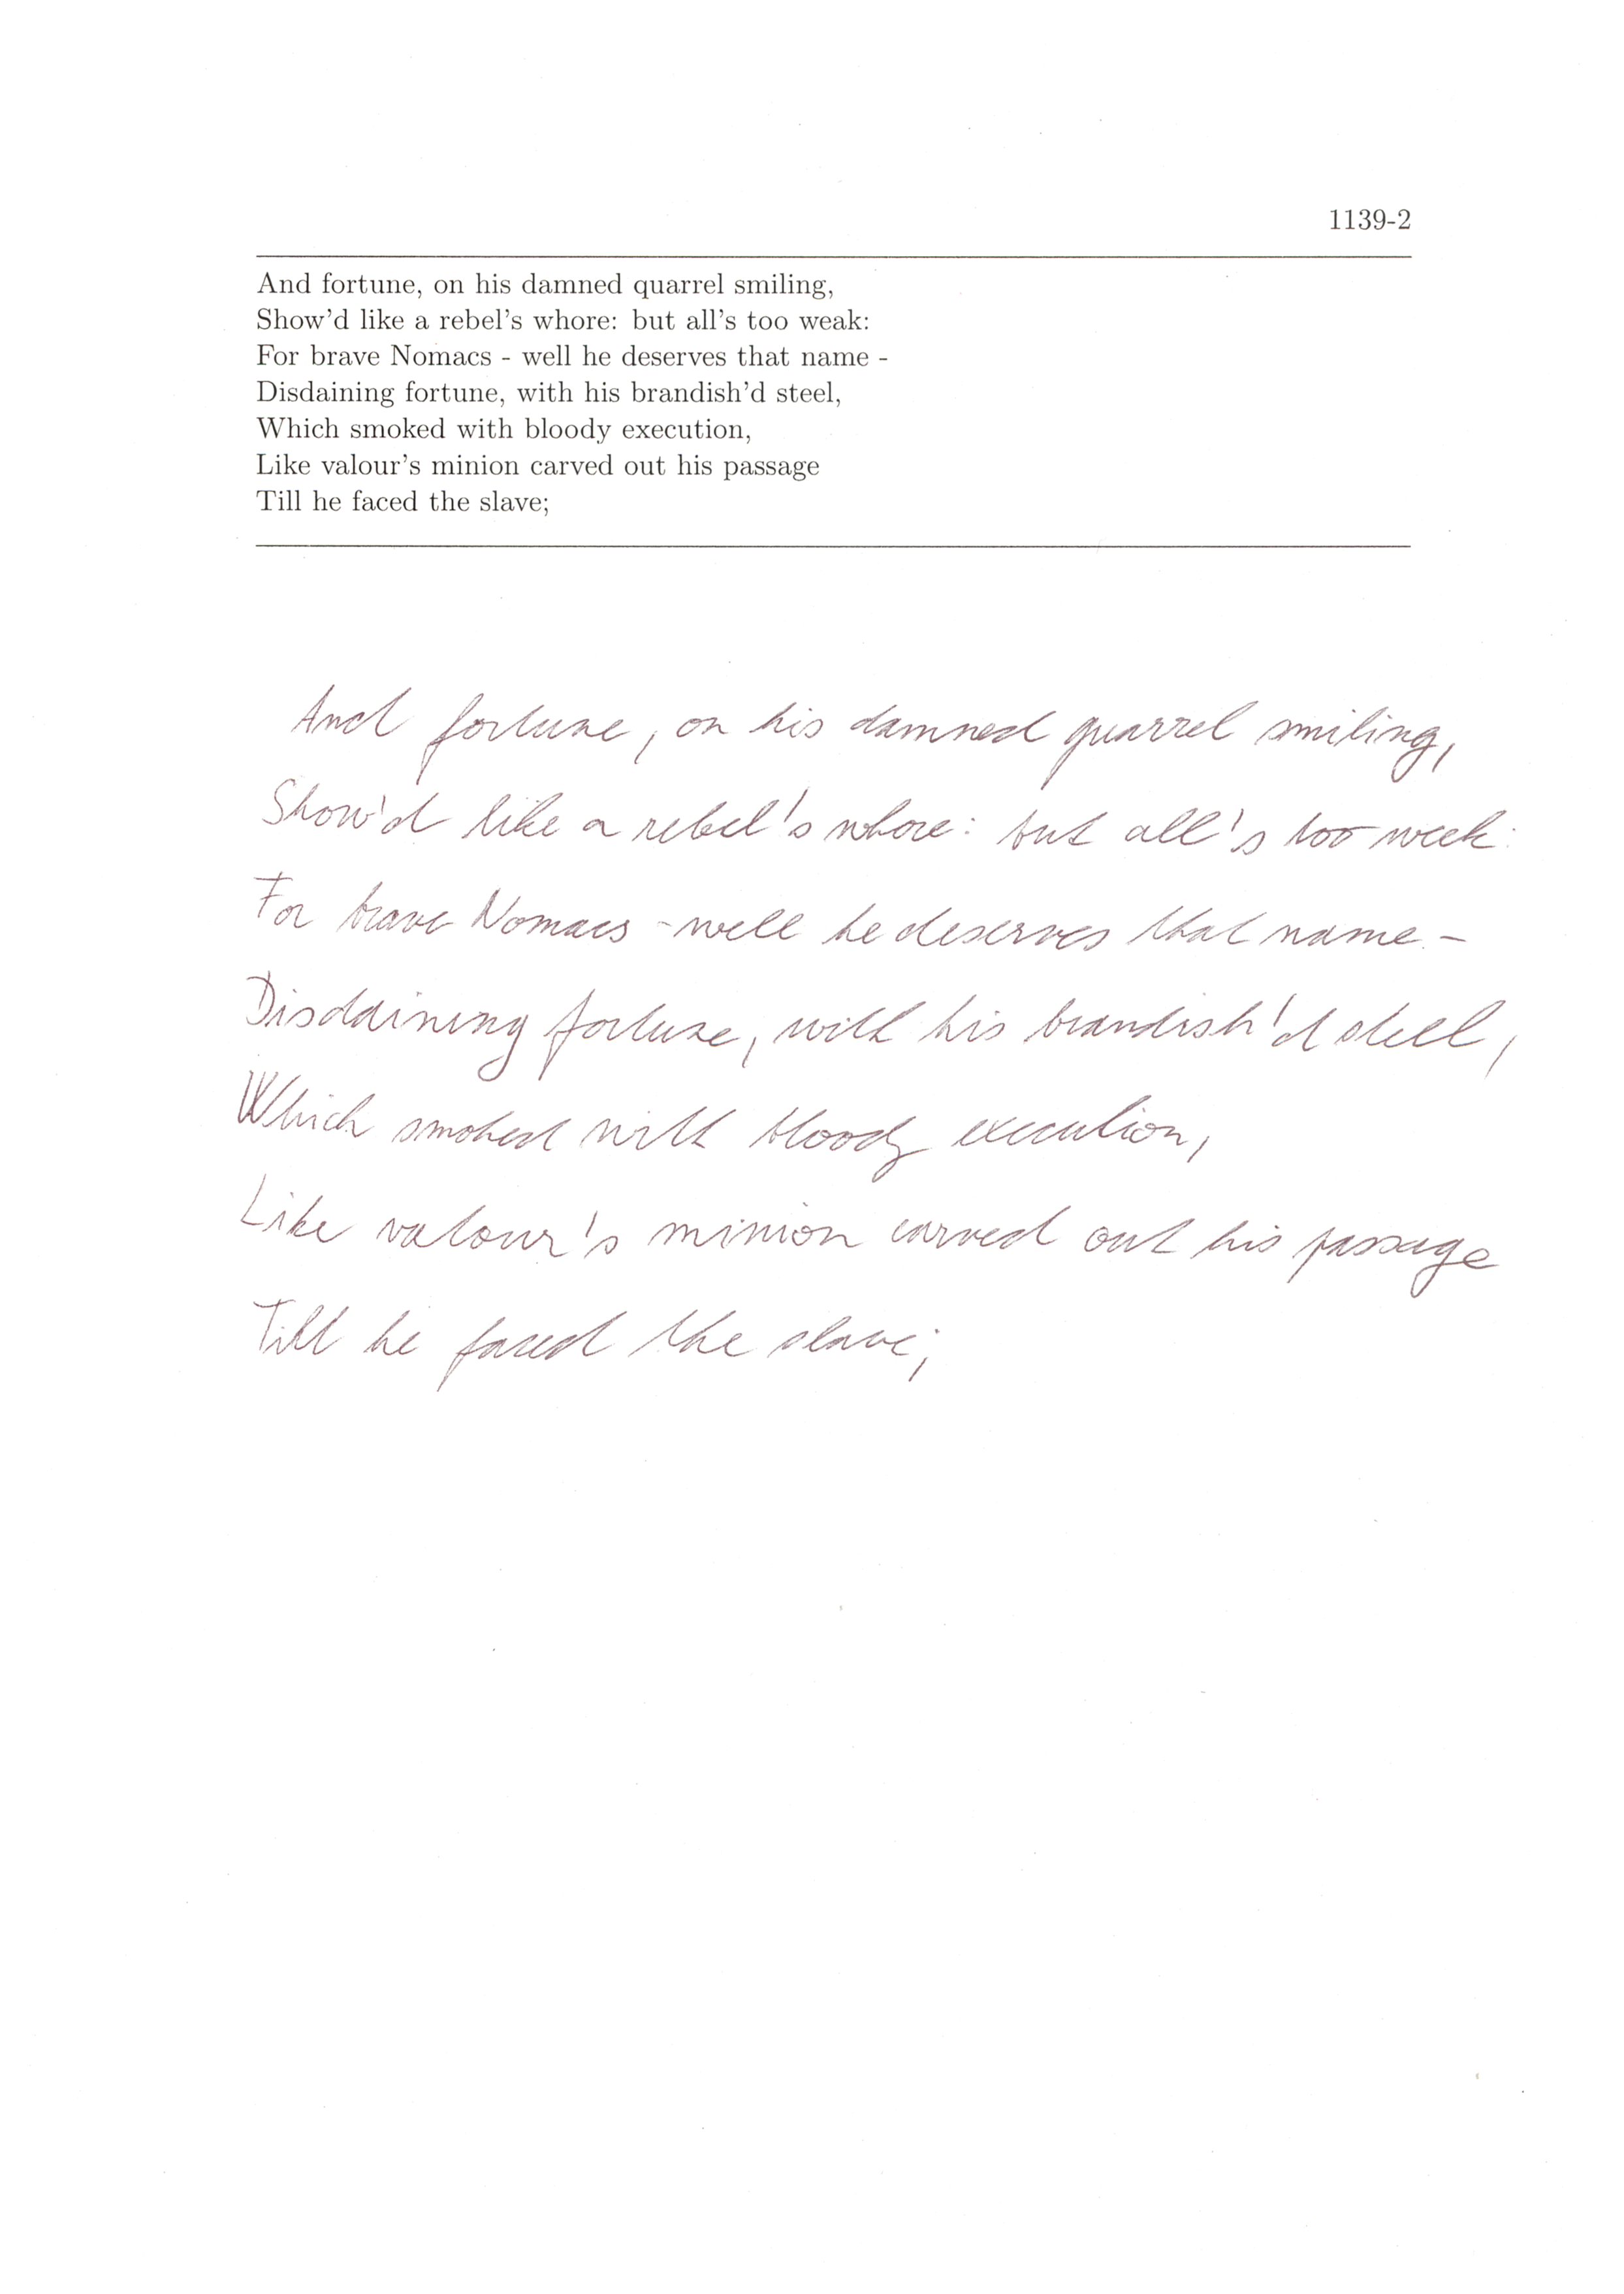 1139-2
And fortune, on his damned quarrel smiling,
Show'd like a rebel's whore: but all's too weak:
For brave Nomacs - well he deserves that name -
Disdaining fortune, with his brandish'd steel,
Which smoked with bloody execution,
Like valour's minion carved out his passage
Till he faced the slave;
And fortune, on his damned quarrel smiling,
Show'd like a rebel's whore: but all's too week:
For brave Nomacs - well he deserves that name -
Disdaining fortune, with his brandish'd steel,
Which smoked with bloody execution,
Like valour's minion carved out his passage
Till he faced the slave;